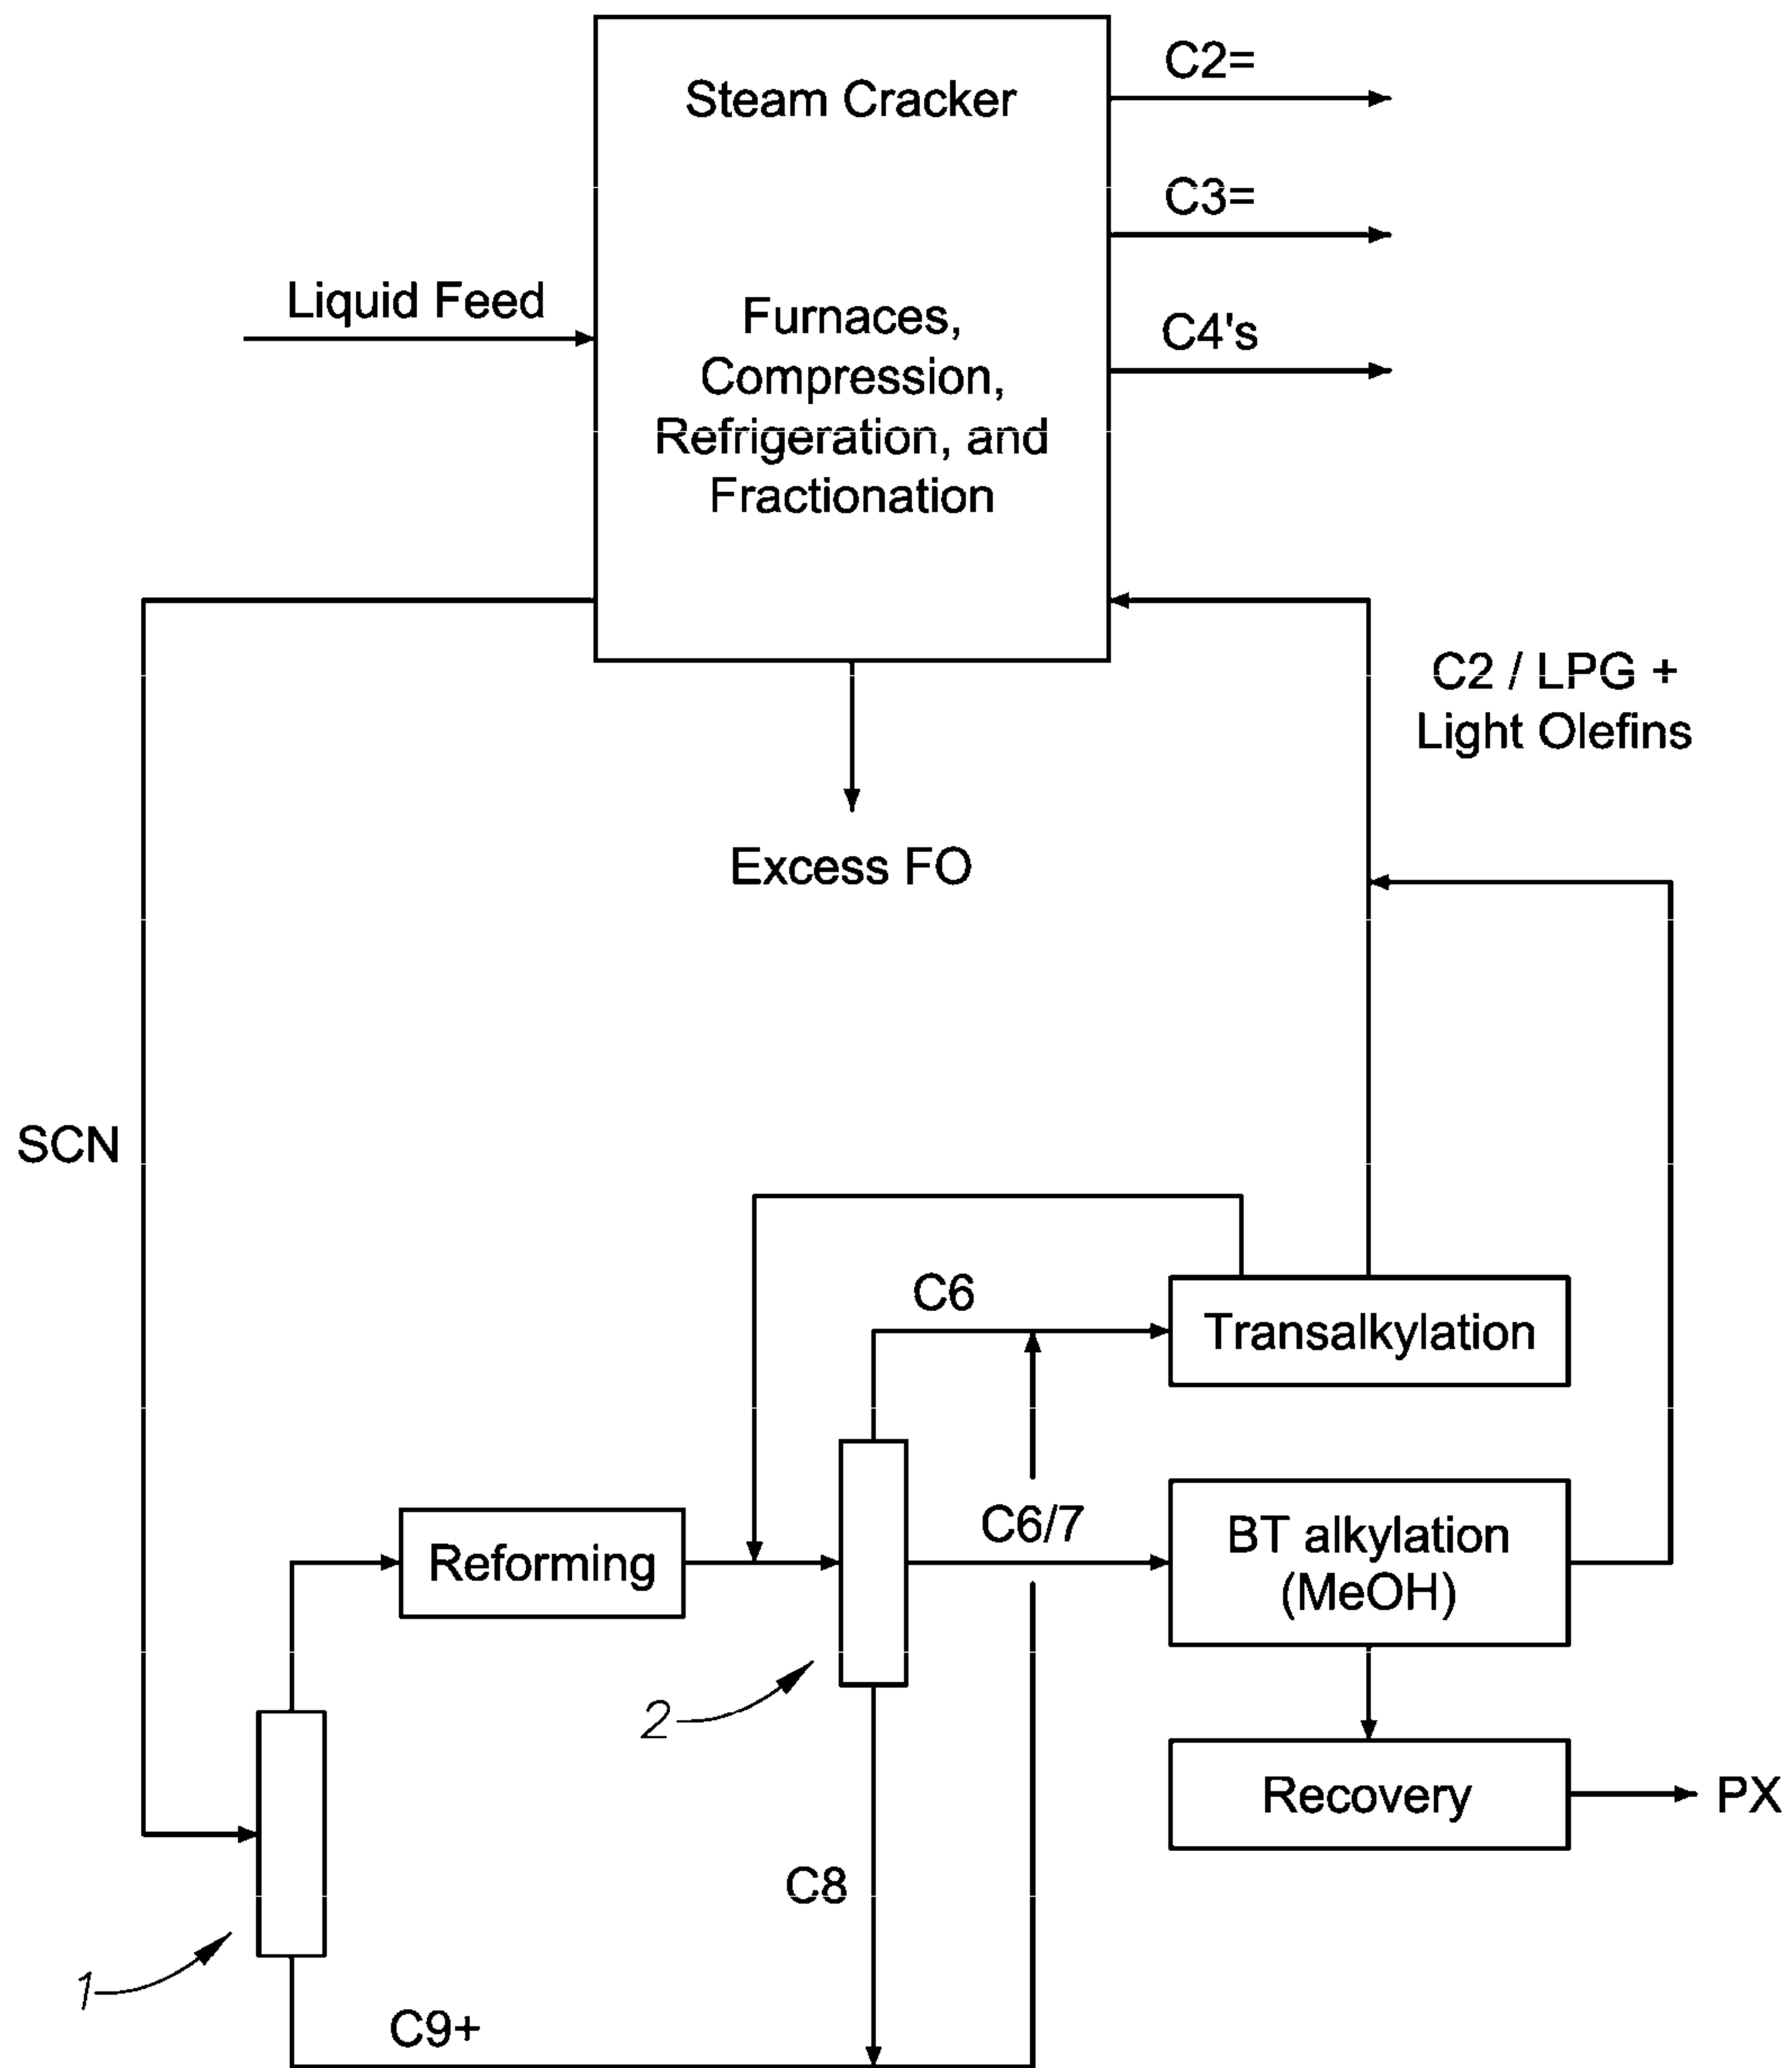 Steam Cracker
C2=
C3=
Liquid Feed
Furnaces,
Compression,
Refrigeration, and
Fractionation
C4's
C2 / LPG +
Light Olefins
Excess FO
SCN
C6
Transalkylation
C6/7
BT alkylation
(MeOH)
Reforming
2
Recovery
PX
C8
1
C9+